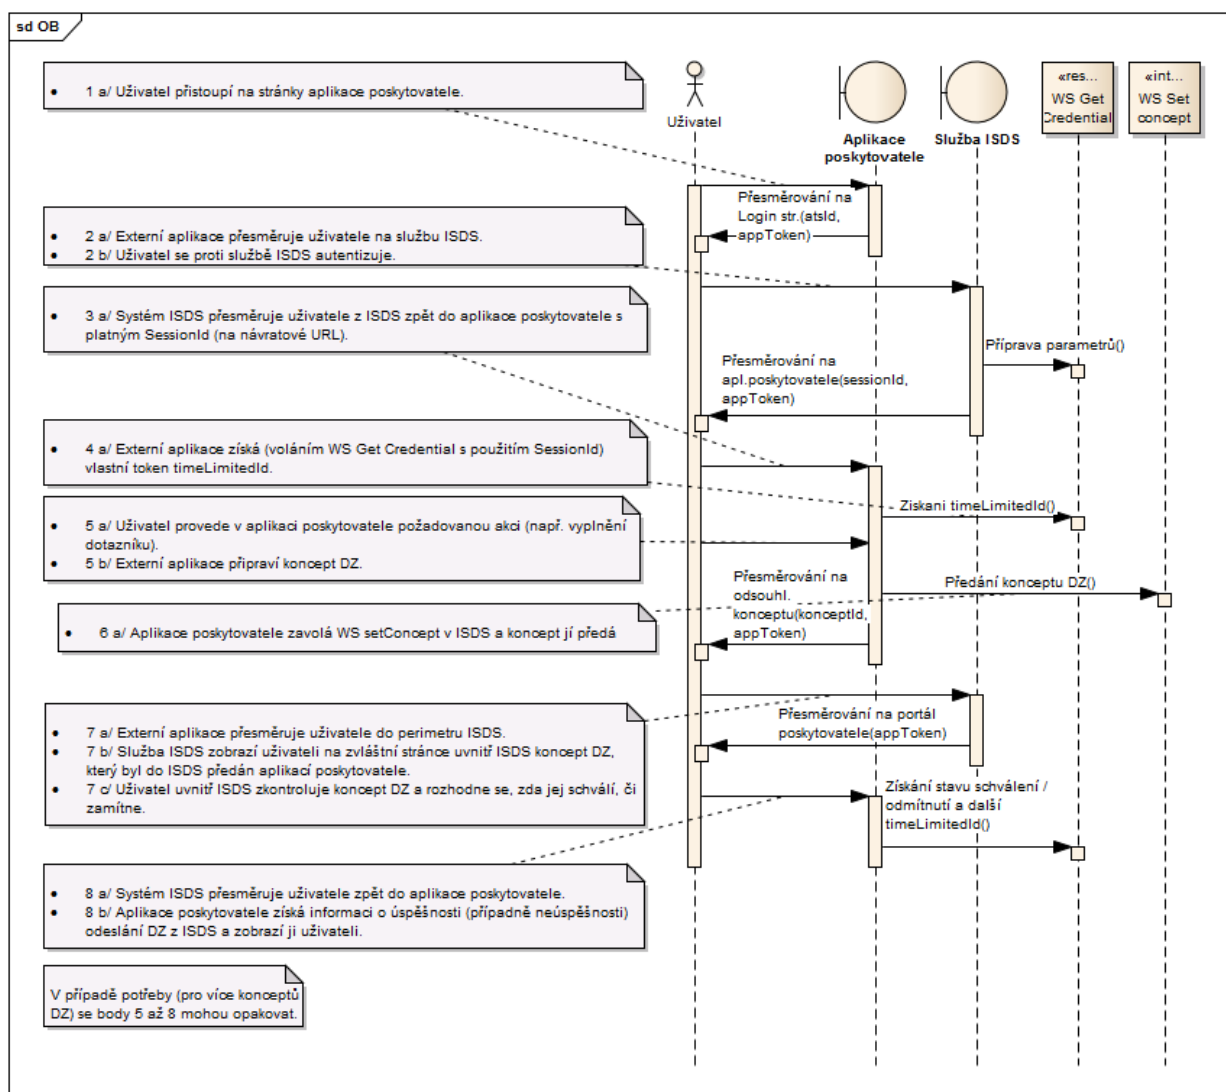 sd OB
1 a/ Uživatel přistoupí na stránky aplikace poskytovatele.
Uživatel
Aplikace
poskytovatele
Služba ISDS
«res...
WS Get
Credential
«int...
WS Set
concept
Přesměrování na
Login str.(atsId,
appToken)
2 a/ Externí aplikace přesměruje uživatele na službu ISDS.
2 b/ Uživatel se proti službě ISDS autentizuje.
3 a/ Systém ISDS přesměruje uživatele z ISDS zpět do aplikace poskytovatele s
platným SessionId (na návratové URL).
Příprava parametrů()
Přesměrování na
apl.poskytovatele(sessionId,
appToken)
4 a/ Externí aplikace získá (voláním WS Get Credential s použitím SessionId)
vlastní token timeLimitedId.
Získani timeLimitedId()
5 a/ Uživatel provede v aplikaci poskytovatele požadovanou akci (např. vyplnění
dotazníku).
5 b/ Externí aplikace připraví koncept DZ.
Přesměrování na
odsouhl.
konceptu(konceptId,
appToken)
Předání konceptu DZ()
6 a/ Aplikace poskytovatele zavolá WS setConcept v ISDS a koncept jí předá
7 a/ Externí aplikace přesměruje uživatele do perimetru ISDS.
7 b/ Služba ISDS zobrazí uživateli na zvláštní stránce uvnitř ISDS koncept DZ,
který byl do ISDS předán aplikací poskytovatele.
7 c/ Uživatel uvnitř ISDS zkontroluje koncept DZ a rozhodne se, zda jej schválí, či
zamítne.
Přesměrování na portál
poskytovatele(appToken)
Získání stavu schválení /
odmítnutí a další
timeLimitedId()
8 a/ Systém ISDS přesměruje uživatele zpět do aplikace poskytovatele.
8 b/ Aplikace poskytovatele získá informaci o úspěšnosti (případně neúspěšnosti)
odeslání DZ z ISDS a zobrazí ji uživateli.
V případě potřeby (pro více konceptů
DZ) se body 5 až 8 mohou opakovat.